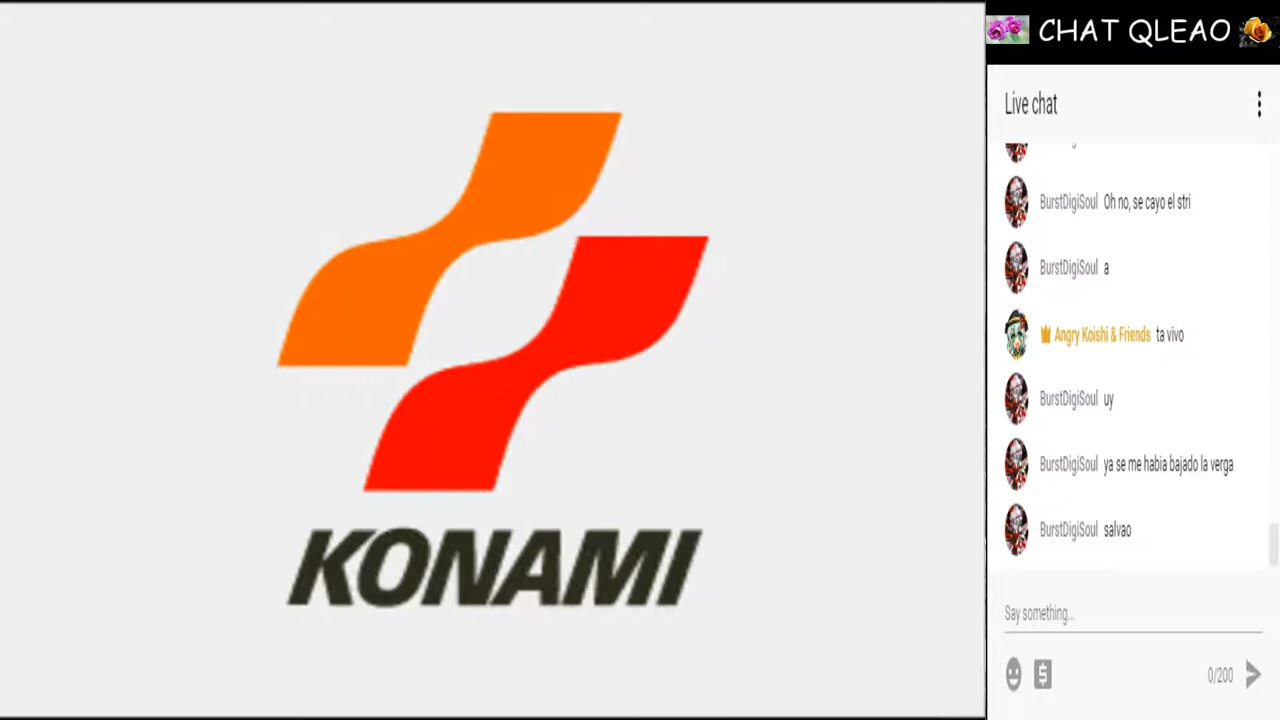 KONAMI
CHAT QLEAO
Live chat
BurstDigiSoul Oh no, se cayo el stri
BurstDigiSoul a
Angry Koishi & Friends ta vivo
BurstDigiSoul uy
BurstDigiSoul ya se me habia bajado la verga
BurstDigiSoul salvao
Say something...
0/200